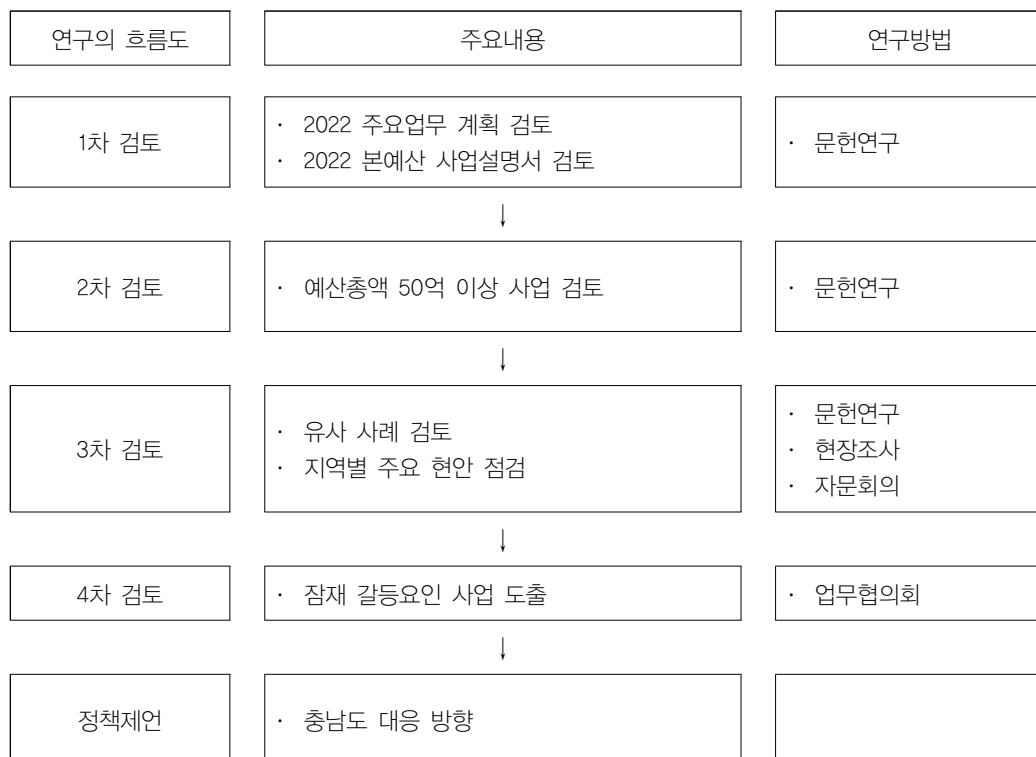 연구의 흐름도
주요내용
연구방법
1차 검토
· 2022 주요업무 계획 검토
· 2022 본예산 사업설명서 검토
· 문헌연구
↓
2차 검토
· 예산총액 50억 이상 사업 검토
· 문헌연구
↓
3차 검토
· 유사 사례 검토
· 지역별 주요 현안 점검
· 문헌연구
· 현장조사
· 자문회의
↓
4차 검토
· 잠재 갈등요인 사업 도출
· 업무협의회
↓
정책제언
· 충남도 대응 방향